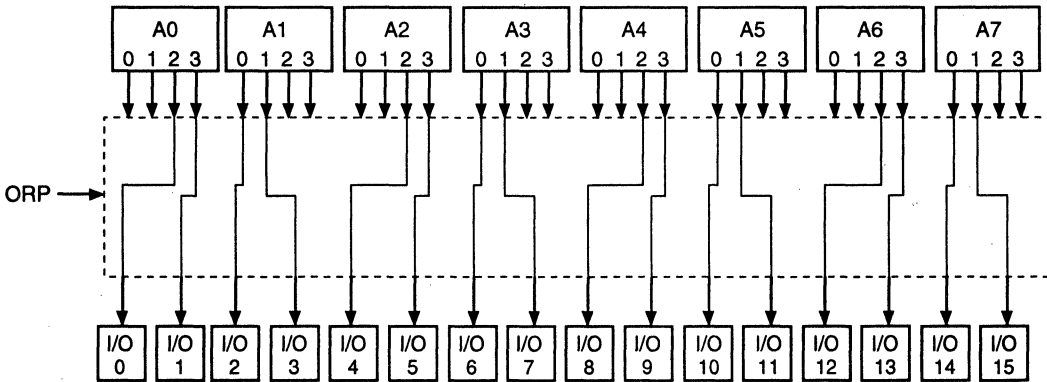 A0 A1 A2 A3 A4 A5 A6 A7
0 1 2 3 0 1 2 3 0 1 2 3 0 1 2 3 0 1 2 3 0 1 2 3 0 1 2 3 0 1 2 3
ORP
I/O I/O I/O I/O I/O I/O I/O I/O I/O I/O I/O I/O I/O I/O I/O I/O
0 1 2 3 4 5 6 7 8 9 10 11 12 13 14 15